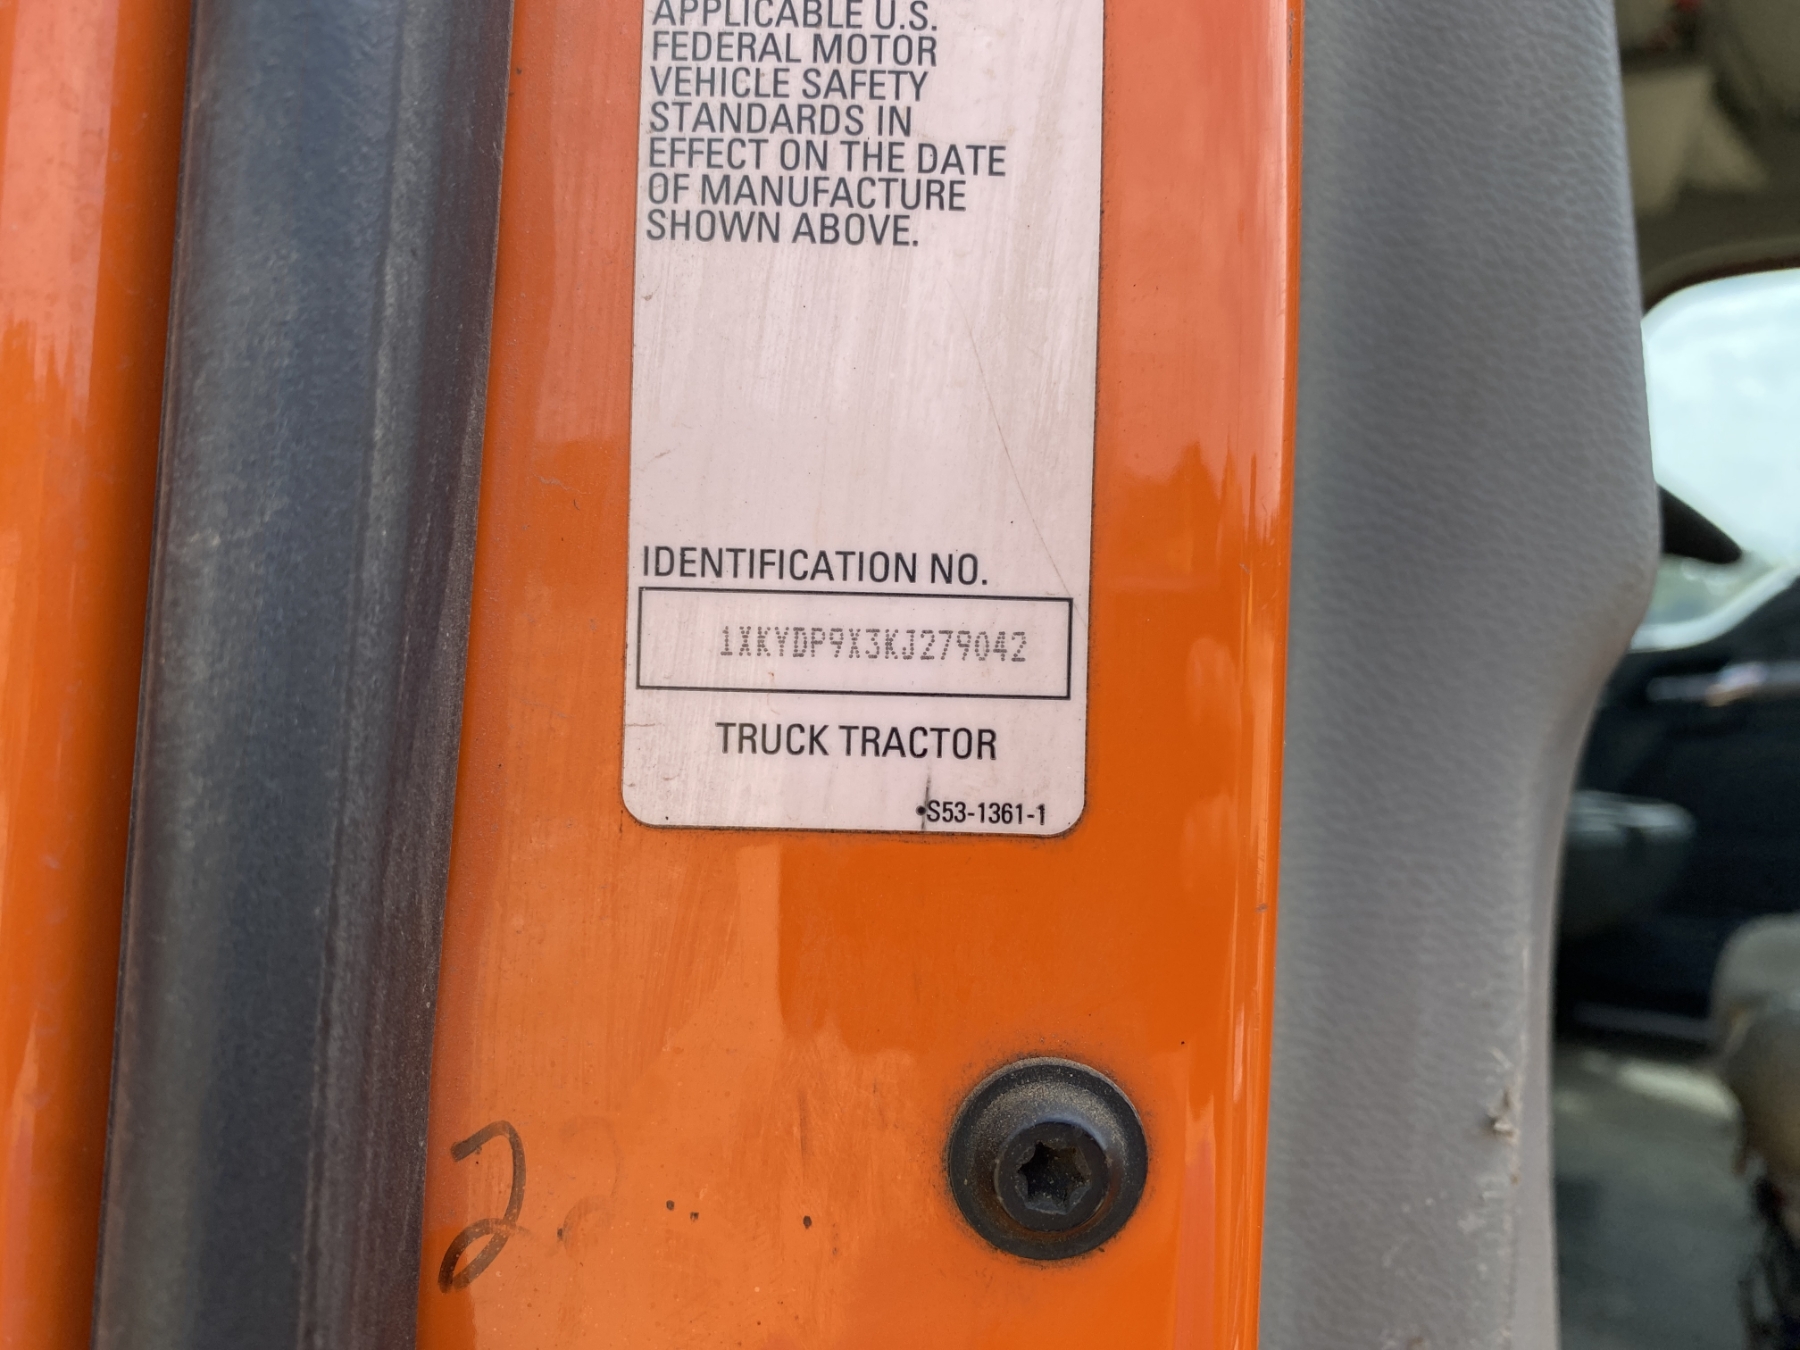 APPLICABLE U.S.
FEDERAL MOTOR
VEHICLE SAFETY
STANDARDS IN
EFFECT ON THE DATE
OF MANUFACTURE
SHOWN ABOVE.
IDENTIFICATION NO.
1XKYDP9X3KJ279042
TRUCK TRACTOR
S53-1361-1
2